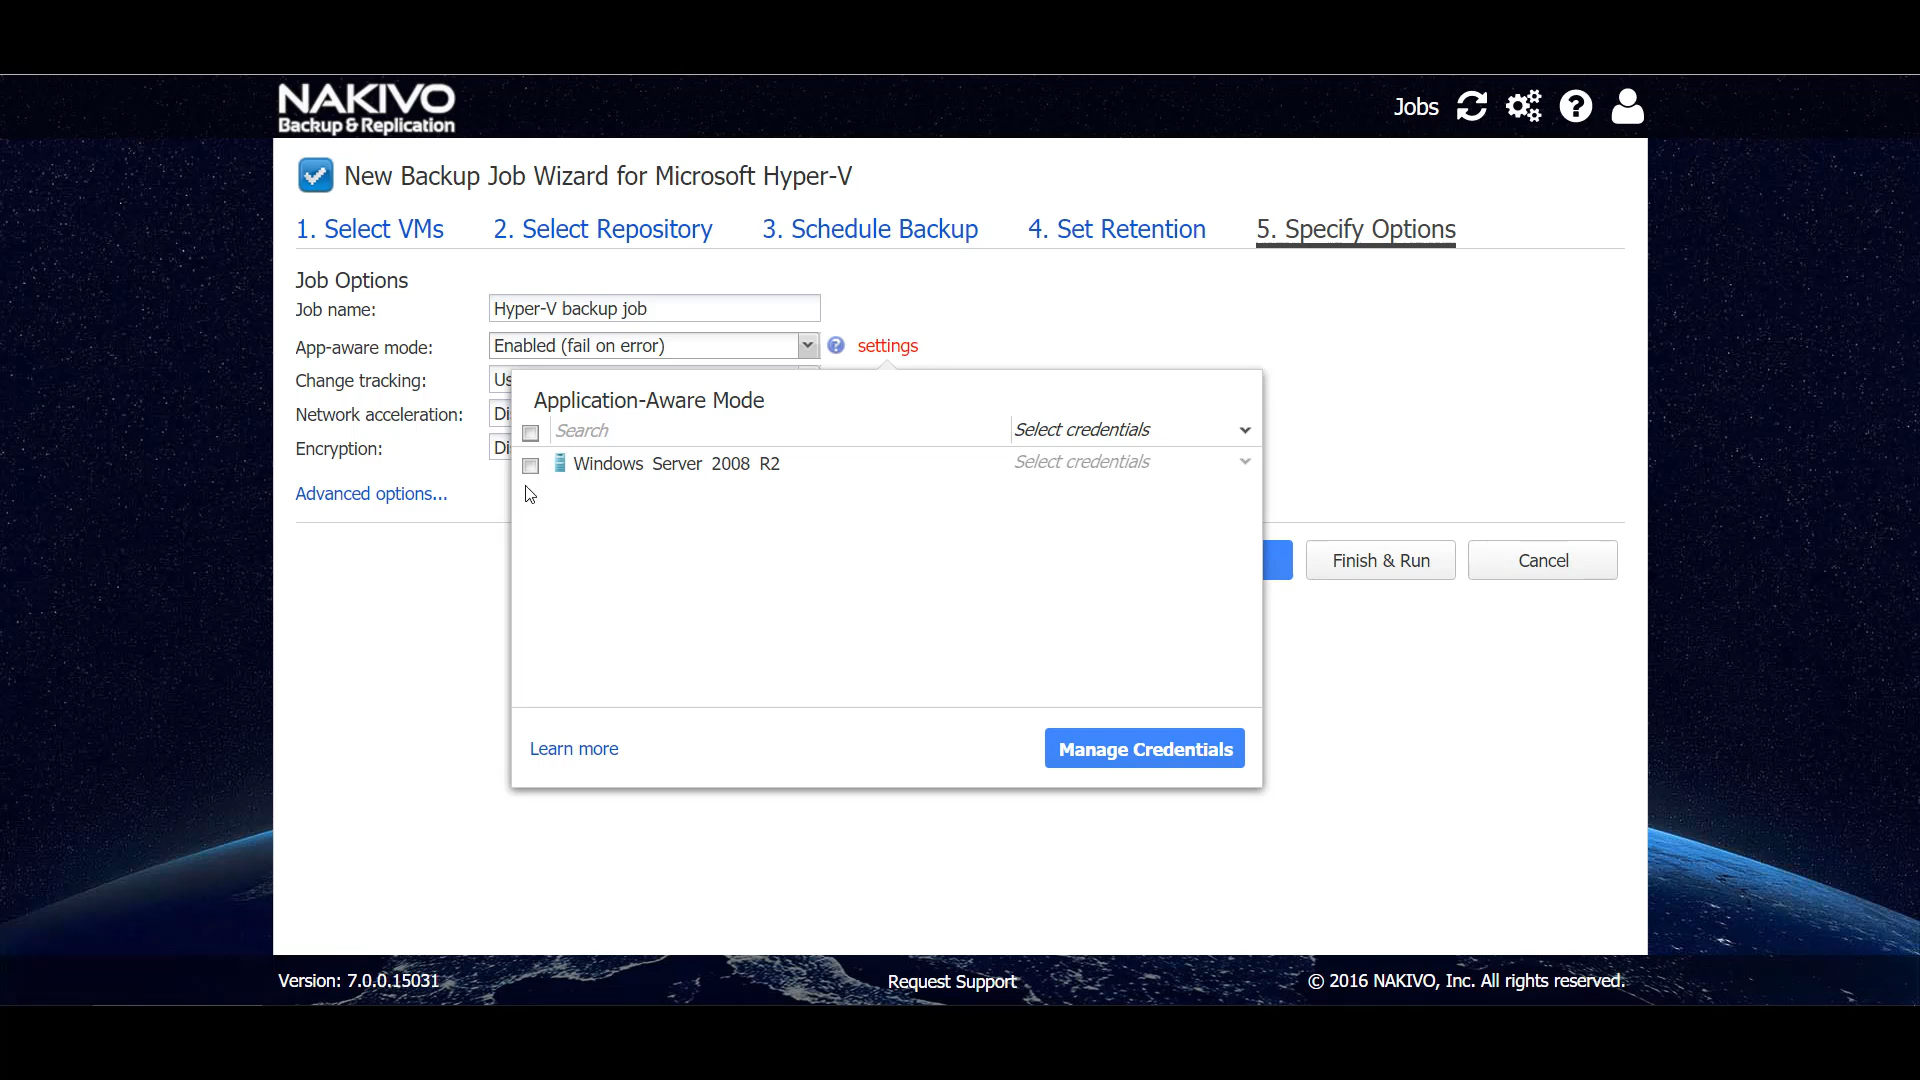 NAKIVO
Backup & Replication
Jobs
New Backup Job Wizard for Microsoft Hyper-V
1. Select VMs 2. Select Repository 3. Schedule Backup 4. Set Retention 5. Specify Options
Job Options
Job name: Hyper-V backup job
App-aware mode: Enabled (fail on error) ? settings
Change tracking: Us
Network acceleration: Di
Encryption: Di
Advanced options...
Application-Aware Mode
Search Select credentials
Windows Server 2008 R2 Select credentials
Learn more Manage Credentials
Finish & Run Cancel
Version: 7.0.0.15031 Request Support © 2016 NAKIVO, Inc. All rights reserved.